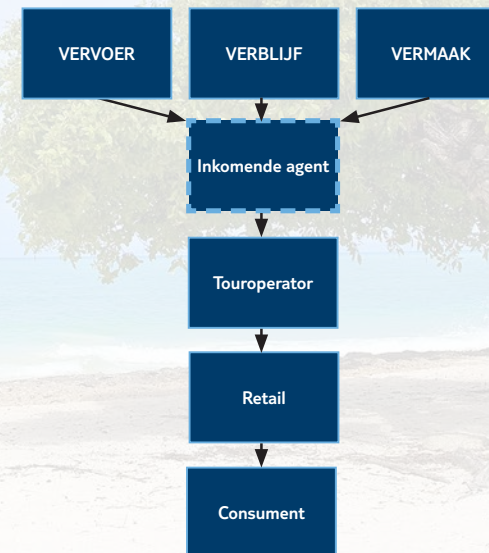 VERVOER
VERBLIJF
VERMAAK
Inkomende agent
Touroperator
Retail
Consument